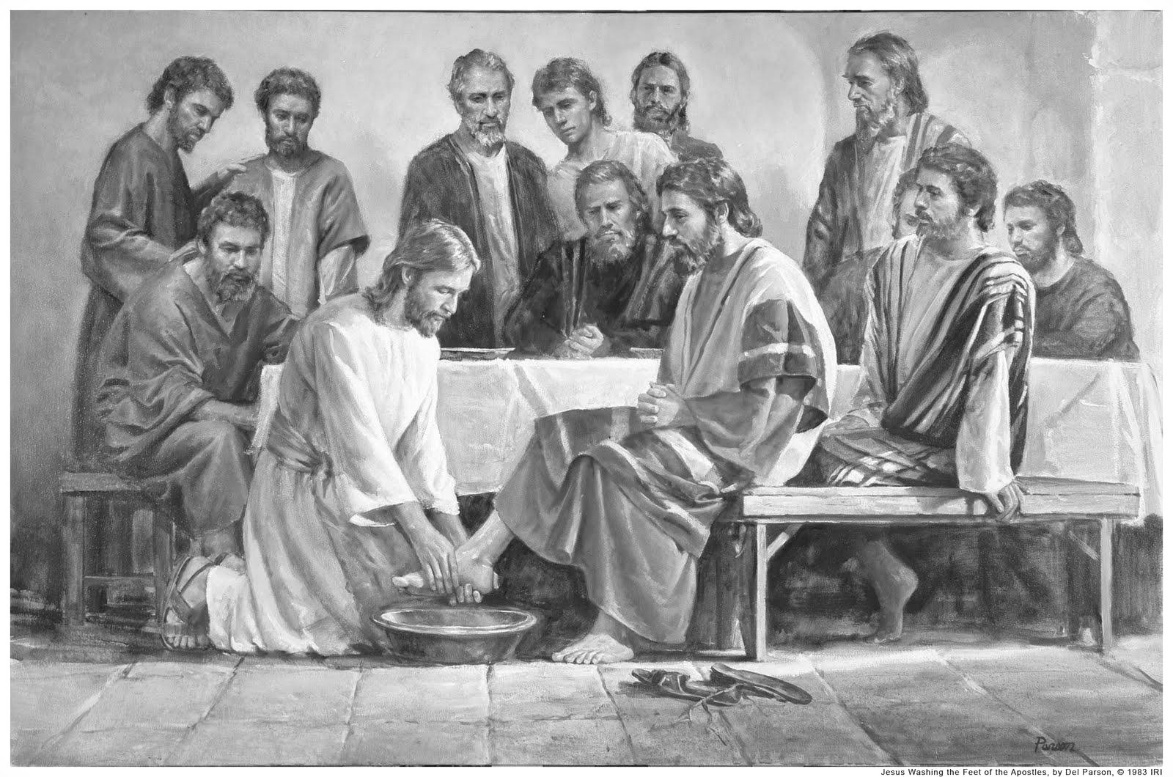 Parson
Jesus Washing the Feet of the Apostles, by Del Parson, © 1983 IRI